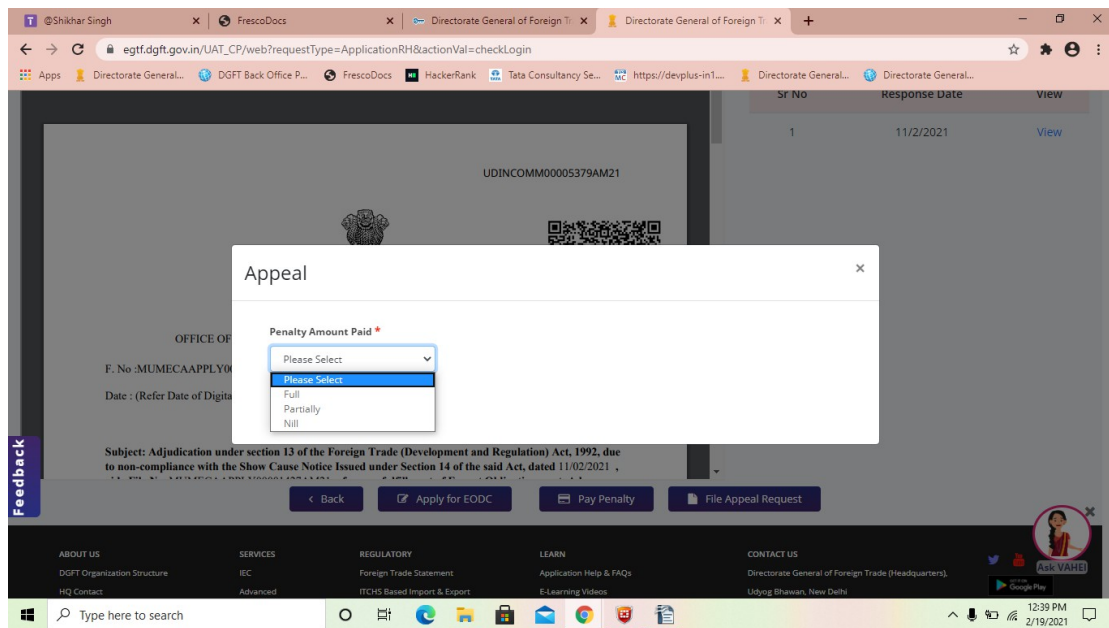 @Shikhar Singh
FrescoDocs
Directorate General of Foreign Tr
Directorate General of Foreign Tr
egtf.dgft.gov.in/UAT_CP/web?requestType=ApplicationRH&actionVal=checkLogin
Apps
Directorate General...
DGFT Back Office P...
FrescoDocs
HackerRank
Tata Consultancy Se...
https://devplus-in1....
Directorate General...
Directorate General...
Sr No Response Date View
1 11/2/2021 View
UDINCOMM00005379AM21
Appeal
Penalty Amount Paid *
Please Select
Please Select
Full
Partially
Nill
OFFICE OF
F. No :MUMECAAPPLY0
Date : (Refer Date of Digita
Subject: Adjudication under section 13 of the Foreign Trade (Development and Regulation) Act, 1992, due
to non-compliance with the Show Cause Notice Issued under Section 14 of the said Act, dated 11/02/2021 ,
Feedback
Back
Apply for EODC
Pay Penalty
File Appeal Request
ABOUT US SERVICES REGULATORY LEARN CONTACT US
DGFT Organization Structure IEC Foreign Trade Statement Application Help & FAQs Directorate General of Foreign Trade (Headquarters),
HQ Contact Advanced ITCHS Based Import & Export E-Learning Videos Udyog Bhawan, New Delhi
Ask VAHEI
Google Play
Type here to search
12:39 PM
2/19/2021